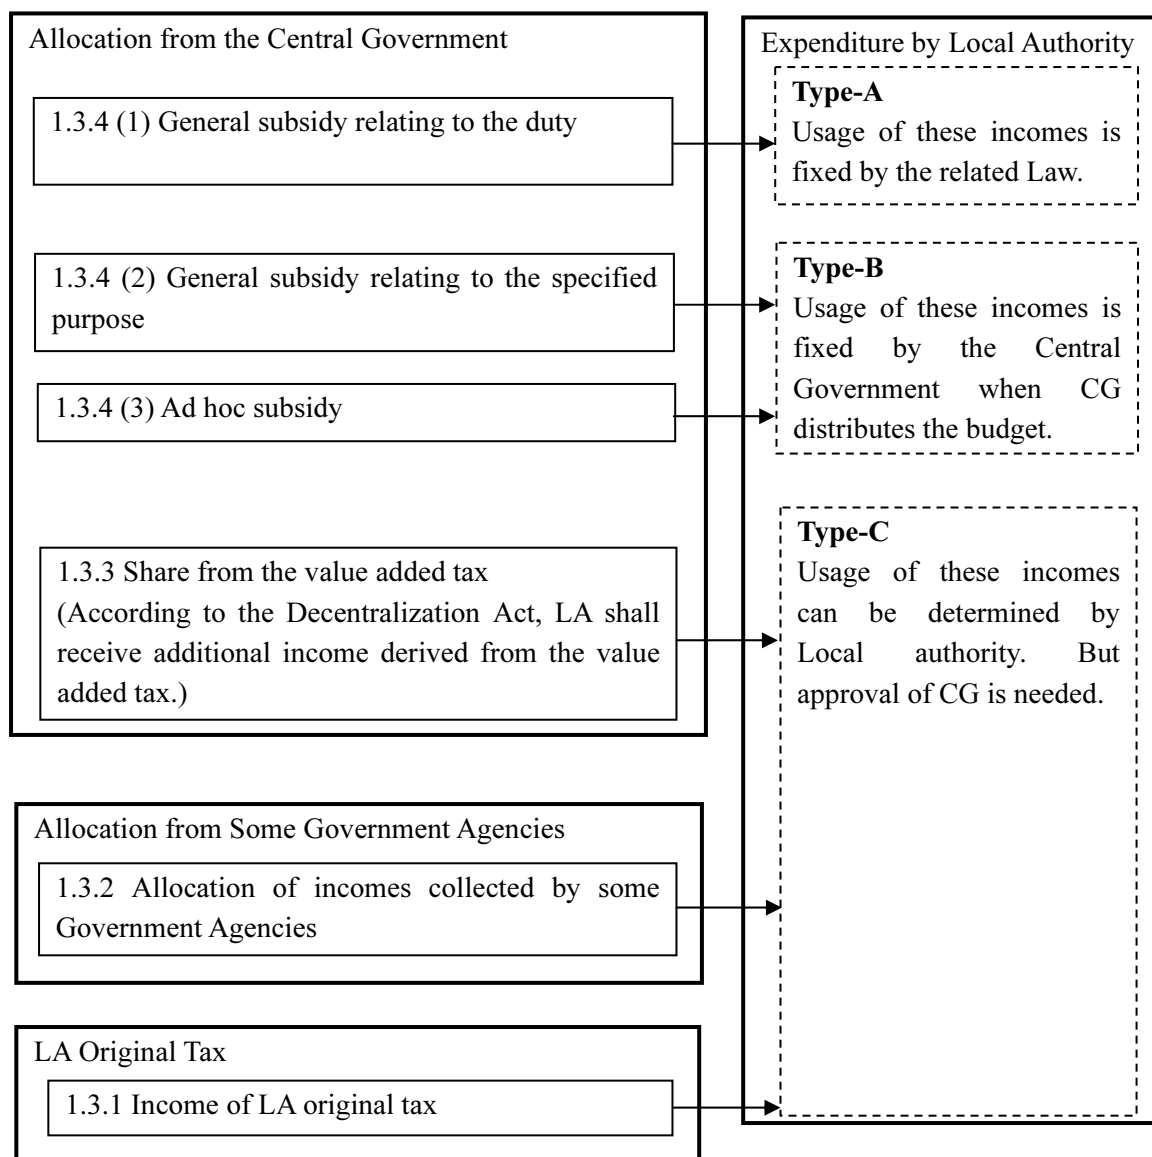 Allocation from the Central Government
1.3.4 (1) General subsidy relating to the duty
1.3.4 (2) General subsidy relating to the specified
purpose
1.3.4 (3) Ad hoc subsidy
1.3.3 Share from the value added tax
(According to the Decentralization Act, LA shall
receive additional income derived from the value
added tax.)
Allocation from Some Government Agencies
1.3.2 Allocation of incomes collected by some
Government Agencies
LA Original Tax
1.3.1 Income of LA original tax
Expenditure by Local Authority
Type-A
Usage of these incomes is
fixed by the related Law.
Type-B
Usage of these incomes is
fixed by the Central
Government when CG
distributes the budget.
Type-C
Usage of these incomes
can be determined by
Local authority. But
approval of CG is needed.